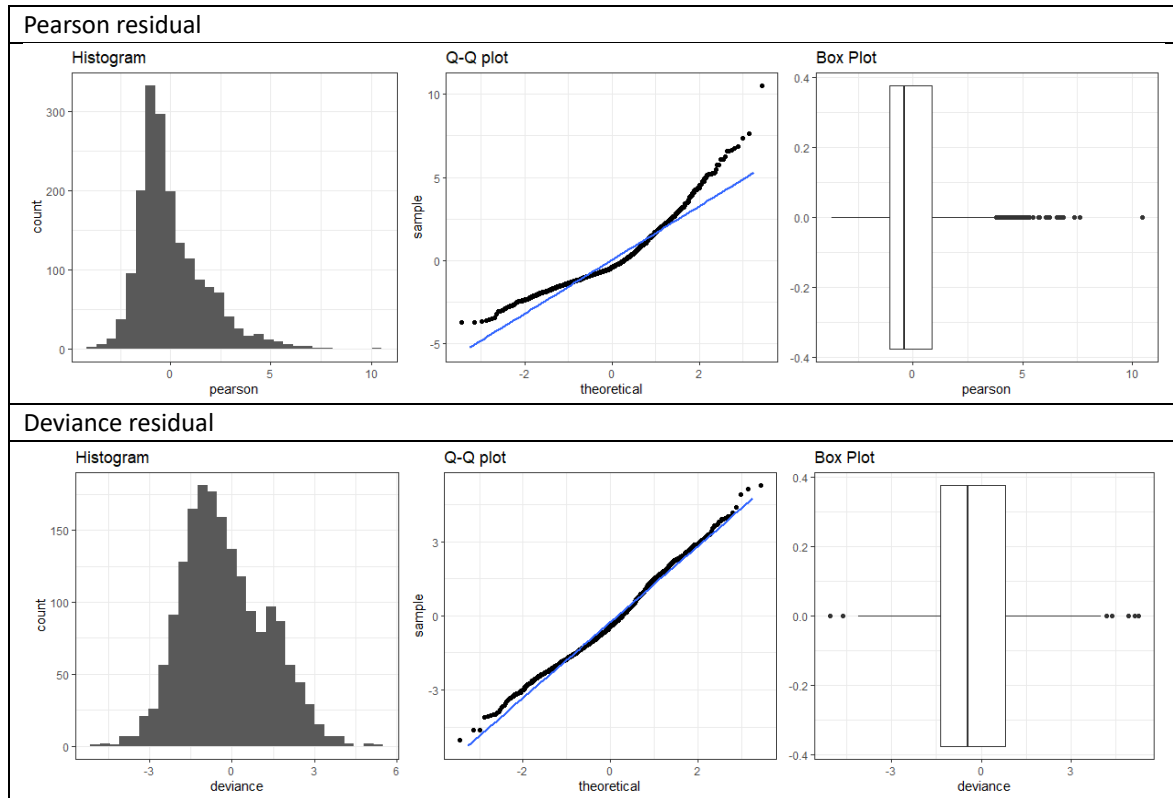 Pearson residual
Histogram
300
200
100
0
count
0
5
10
pearson
Q-Q plot
10
5
0
-5
sample
-2
0
2
theoretical
Box Plot
0.4
0.2
0.0
-0.2
-0.4
0
5
10
pearson
Deviance residual
Histogram
150
100
50
0
count
-3
0
3
6
deviance
Q-Q plot
3
0
-3
sample
-2
0
2
theoretical
Box Plot
0.4
0.2
0.0
-0.2
-0.4
-3
0
3
deviance